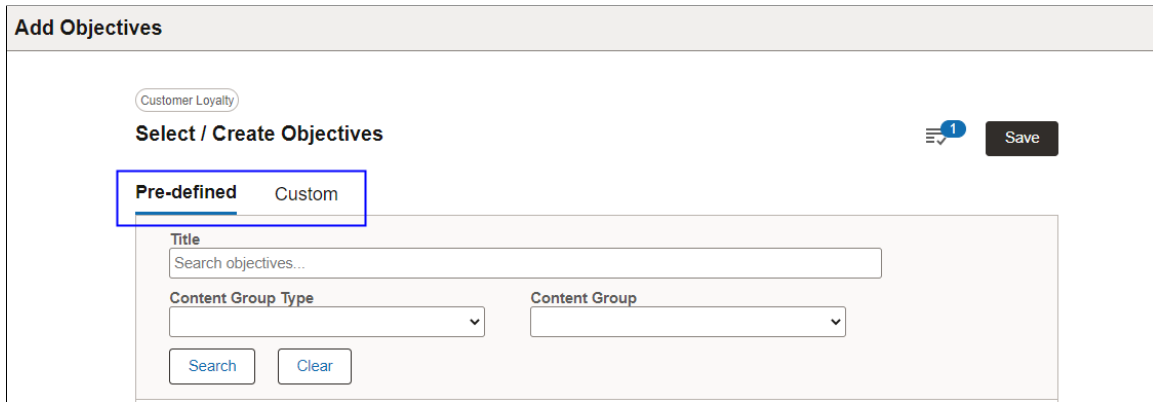 Add Objectives
Customer Loyalty
Select / Create Objectives
1
Save
Pre-defined Custom
Title
Search objectives...
Content Group Type Content Group
Search Clear